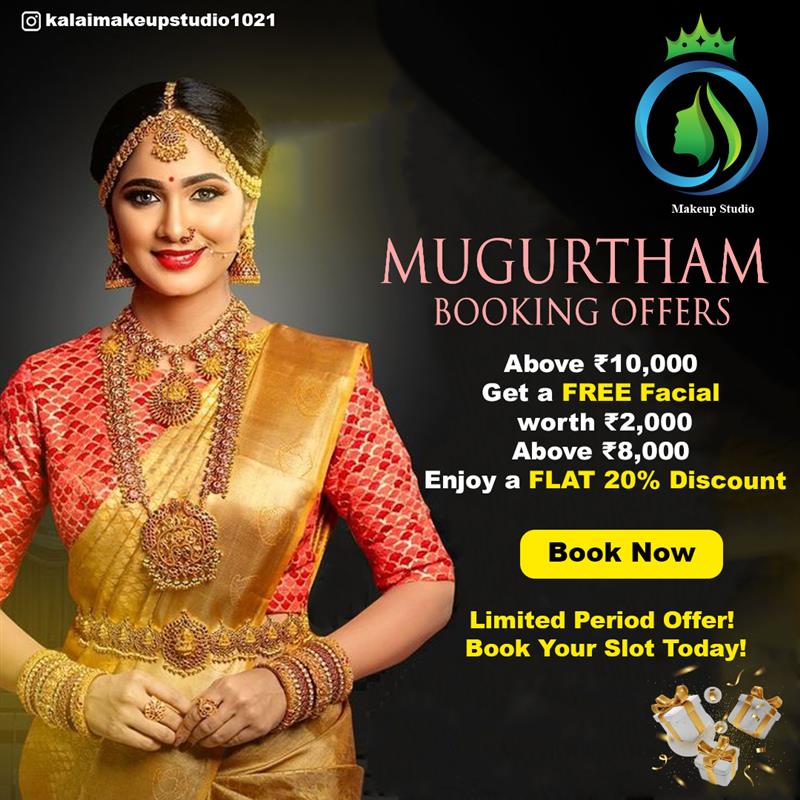 kalaimakeupstudio1021
Makeup Studio
MUGURTHAM
BOOKING OFFERS
Above ₹10,000
Get a FREE Facial
worth ₹2,000
Above ₹8,000
Enjoy a FLAT 20% Discount
Book Now
Limited Period Offer!
Book Your Slot Today!